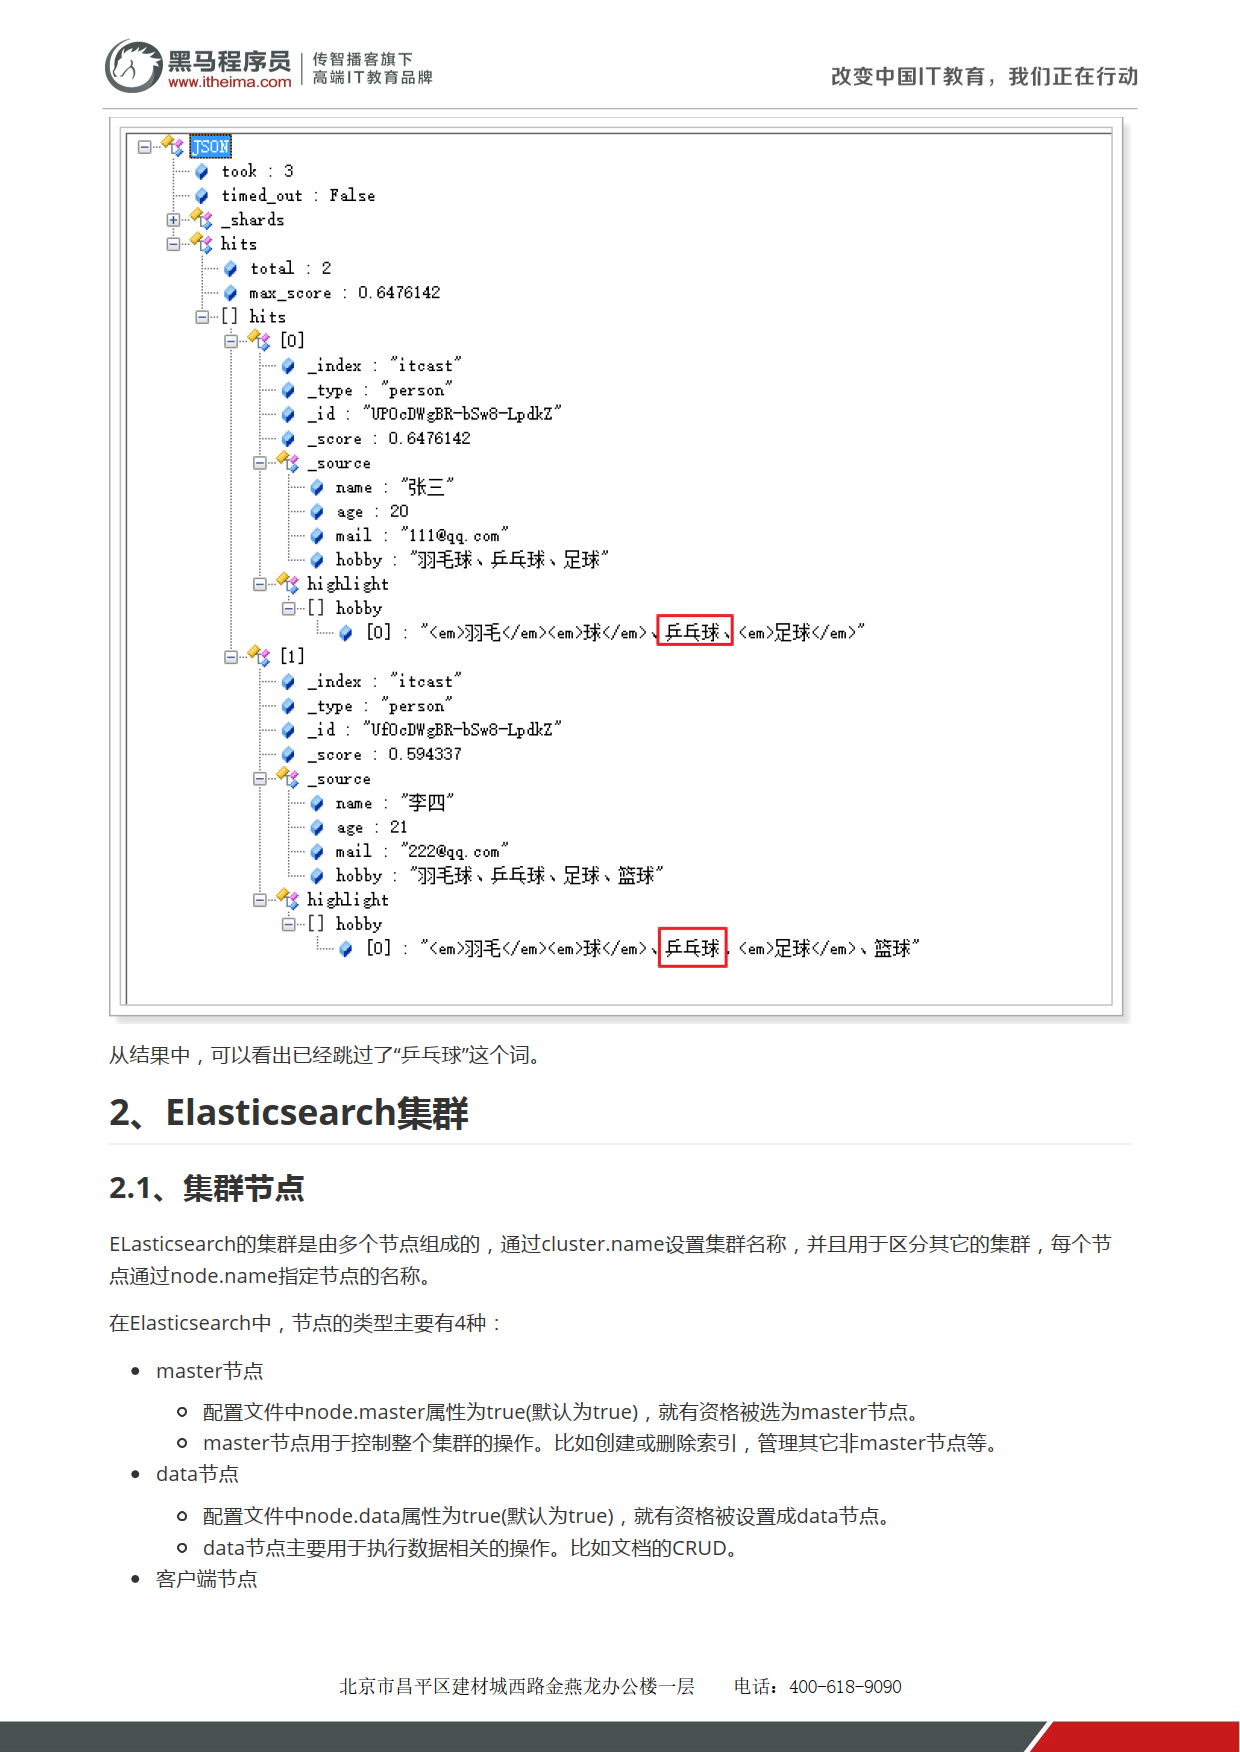 黑马程序员
www.itheima.com
传智播客旗下
高端IT教育品牌
改变中国IT教育，我们正在行动
JSON
took : 3
timed_out : False
_shards
hits
total : 2
max_score : 0.6476142
[] hits
[0]
_index : "itcast"
_type : "person"
_id : "UP0cDWgBR-bSw8-LpdkZ"
_score : 0.6476142
_source
name : "张三"
age : 20
mail : "111@qq.com"
hobby : "羽毛球、乒乓球、足球"
highlight
[] hobby
[0] : "<em>羽毛</em><em>球</em>、乒乓球、<em>足球</em>"
[1]
_index : "itcast"
_type : "person"
_id : "Uf0cDWgBR-bSw8-LpdkZ"
_score : 0.594337
_source
name : "李四"
age : 21
mail : "222@qq.com"
hobby : "羽毛球、乒乓球、足球、篮球"
highlight
[] hobby
[0] : "<em>羽毛</em><em>球</em>、乒乓球、<em>足球</em>、篮球"
从结果中，可以看出已经跳过了“乒乓球”这个词。
2、Elasticsearch集群
2.1、集群节点
ELasticsearch的集群是由多个节点组成的，通过cluster.name设置集群名称，并且用于区分其它的集群，每个节
点通过node.name指定节点的名称。
在Elasticsearch中，节点的类型主要有4种：
• master节点
配置文件中node.master属性为true(默认为true)，就有资格被选为master节点。
master节点用于控制整个集群的操作。比如创建或删除索引，管理其它非master节点等。
• data节点
配置文件中node.data属性为true(默认为true)，就有资格被设置成data节点。
data节点主要用于执行数据相关的操作。比如文档的CRUD。
• 客户端节点
北京市昌平区建材城西路金燕龙办公楼一层 电话：400-618-9090